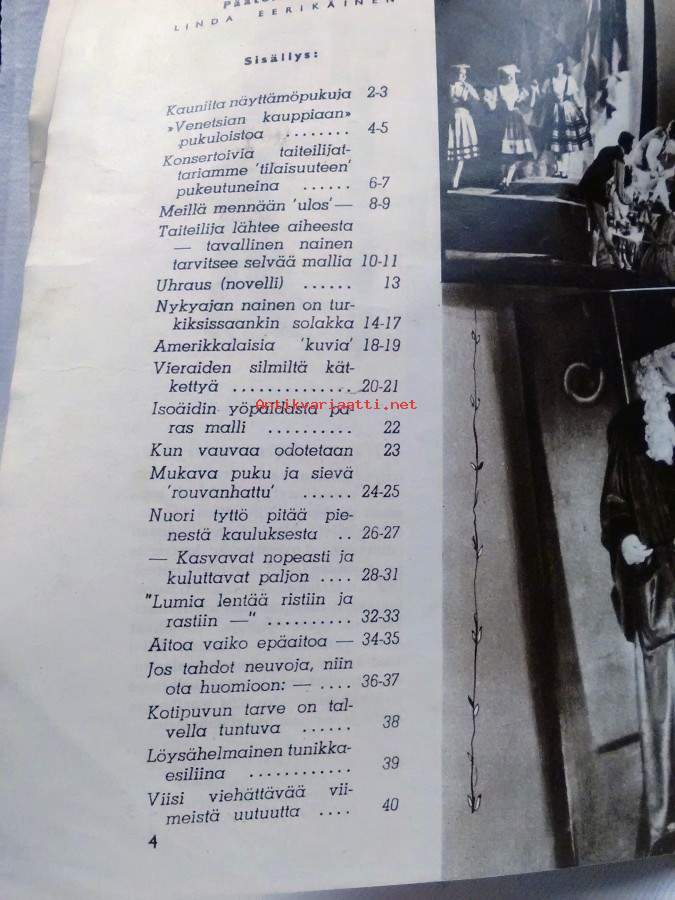 LINDA EERIKÄINEN
Sisällys:
Kauniita näyttämöpukuja 2-3
»Venetsian kauppiaan»
pukuloistoa ........ 4-5
Konsertoivia taiteilijat-
tariamme 'tilaisuuteen'
pukeutuneina ...... 6-7
Meillä mennään 'ulos' — 8-9
Taiteilija lähtee aiheesta
— tavallinen nainen
tarvitsee selvää mallia 10-11
Uhraus (novelli) ...... 13
Nykyajan nainen on tur-
kiksissaankin solakka 14-17
Amerikkalaisia 'kuvia' 18-19
Vieraiden silmiltä kät-
kettyä .............. 20-21
Antikvariaatti.net
Isoäidin yöpaidasta pa-
ras malli .......... 22
Kun vauvaa odotetaan 23
Mukava puku ja sievä
'rouvanhattu' ...... 24-25
Nuori tyttö pitää pie-
nestä kauluksesta .. 26-27
— Kasvavat nopeasti ja
kuluttavat paljon .... 28-31
"Lumia lentää ristiin ja
rastiin —" .......... 32-33
Aitoa vaiko epäaitoa — 34-35
Jos tahdot neuvoja, niin
ota huomioon: — .... 36-37
Kotipuvun tarve on tal-
vella tuntuva ...... 38
Löysähelmainen tunikka-
esiliina ............ 39
Viisi viehättävää vii-
meistä uutuutta .... 40
4